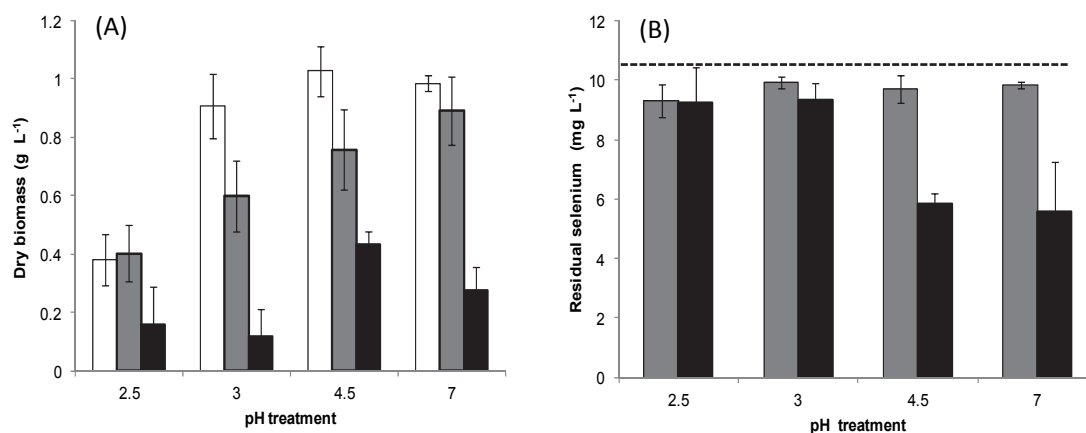 (A)
Dry biomass (g L-1)
1.2
1
0.8
0.6
0.4
0.2
0
2.5 3 4.5 7
pH treatment
(B)
Residual selenium (mg L-1)
12
10
8
6
4
2
0
2.5 3 4.5 7
pH treatment